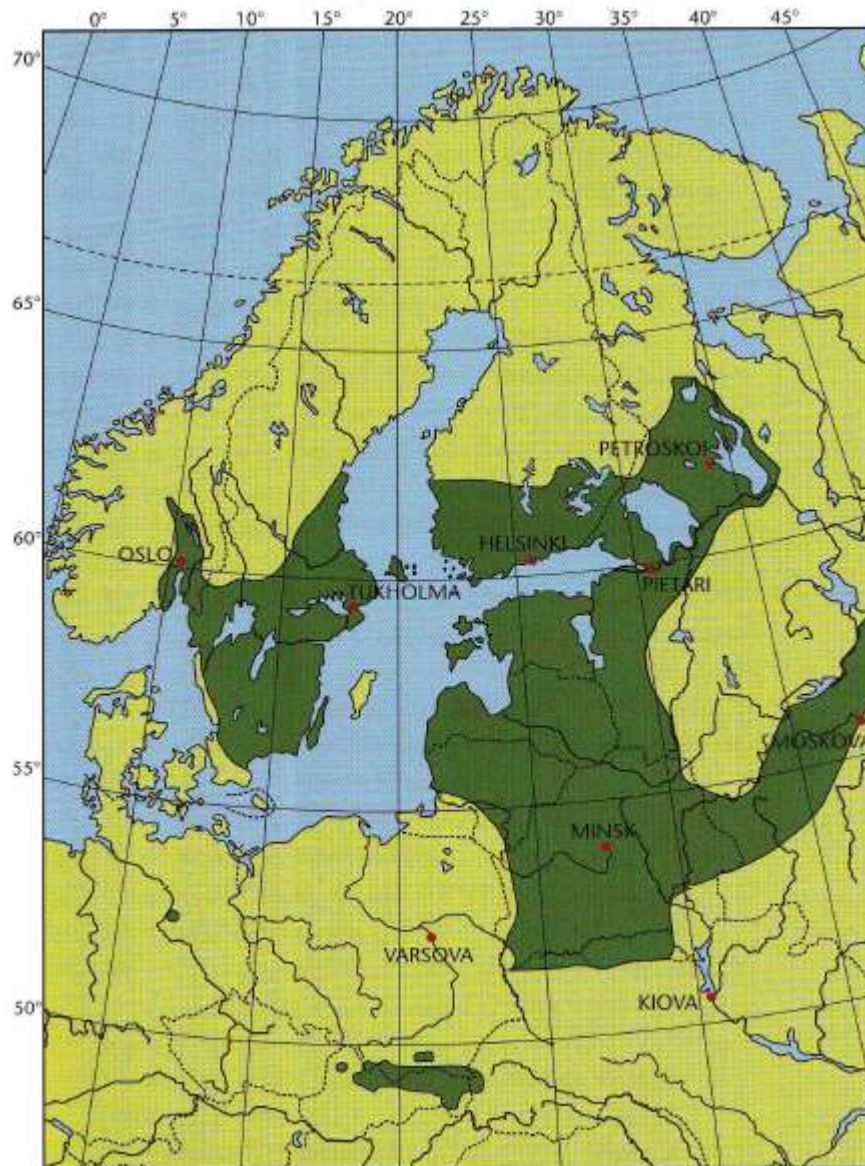 0° 5° 10° 15° 20° 25° 30° 35° 40° 45°
70°
65°
PETROSKOI
60°
OSLO
HELSINKI
TUKHOLMA
PIETARI
MOSKOVA
55°
MINSK
VARSOVA
50°
KIOVA